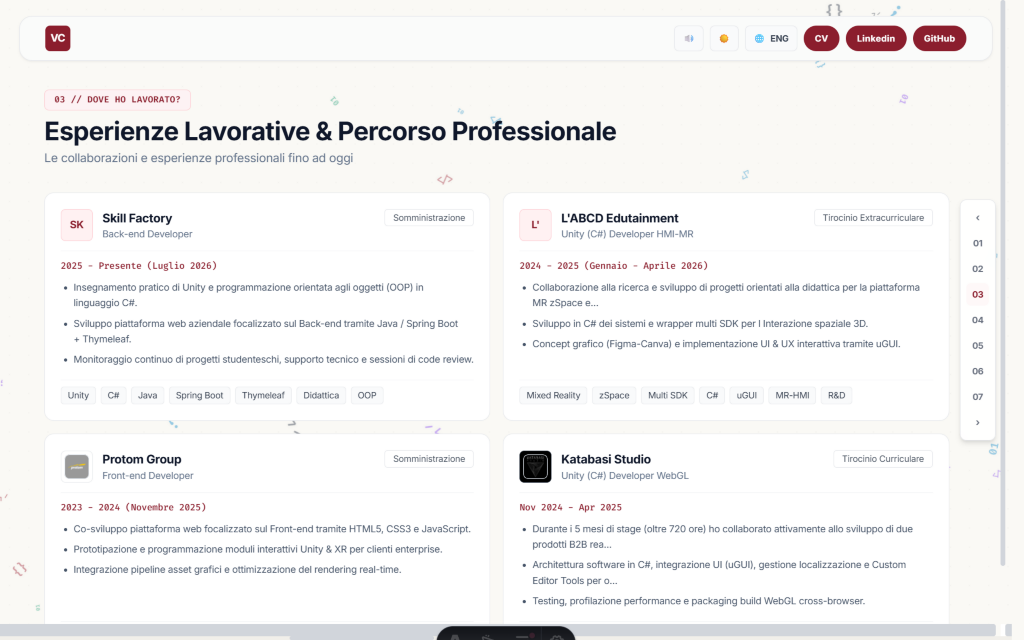 VC
ENG
CV
Linkedin
GitHub
03 // DOVE HO LAVORATO?
Esperienze Lavorative & Percorso Professionale
Le collaborazioni e esperienze professionali fino ad oggi
SK
Skill Factory
Back-end Developer
Somministrazione
2025 - Presente (Luglio 2026)
• Insegnamento pratico di Unity e programmazione orientata agli oggetti (OOP) in
linguaggio C#.
• Sviluppo piattaforma web aziendale focalizzato sul Back-end tramite Java / Spring Boot
+ Thymeleaf.
• Monitoraggio continuo di progetti studenteschi, supporto tecnico e sessioni di code review.
Unity
C#
Java
Spring Boot
Thymeleaf
Didattica
OOP
L'
L'ABCD Edutainment
Unity (C#) Developer HMI-MR
Tirocinio Extracurriculare
2024 - 2025 (Gennaio - Aprile 2026)
• Collaborazione alla ricerca e sviluppo di progetti orientati alla didattica per la piattaforma
MR zSpace e...
• Sviluppo in C# dei sistemi e wrapper multi SDK per l Interazione spaziale 3D.
• Concept grafico (Figma-Canva) e implementazione UI & UX interattiva tramite uGUI.
Mixed Reality
zSpace
Multi SDK
C#
uGUI
MR-HMI
R&D
Protom Group
Front-end Developer
Somministrazione
2023 - 2024 (Novembre 2025)
• Co-sviluppo piattaforma web focalizzato sul Front-end tramite HTML5, CSS3 e JavaScript.
• Prototipazione e programmazione moduli interattivi Unity & XR per clienti enterprise.
• Integrazione pipeline asset grafici e ottimizzazione del rendering real-time.
Katabasi Studio
Unity (C#) Developer WebGL
Tirocinio Curriculare
Nov 2024 - Apr 2025
• Durante i 5 mesi di stage (oltre 720 ore) ho collaborato attivamente allo sviluppo di due
prodotti B2B rea...
• Architettura software in C#, integrazione UI (uGUI), gestione localizzazione e Custom
Editor Tools per o...
• Testing, profilazione performance e packaging build WebGL cross-browser.
‹
01
02
03
04
05
06
07
›